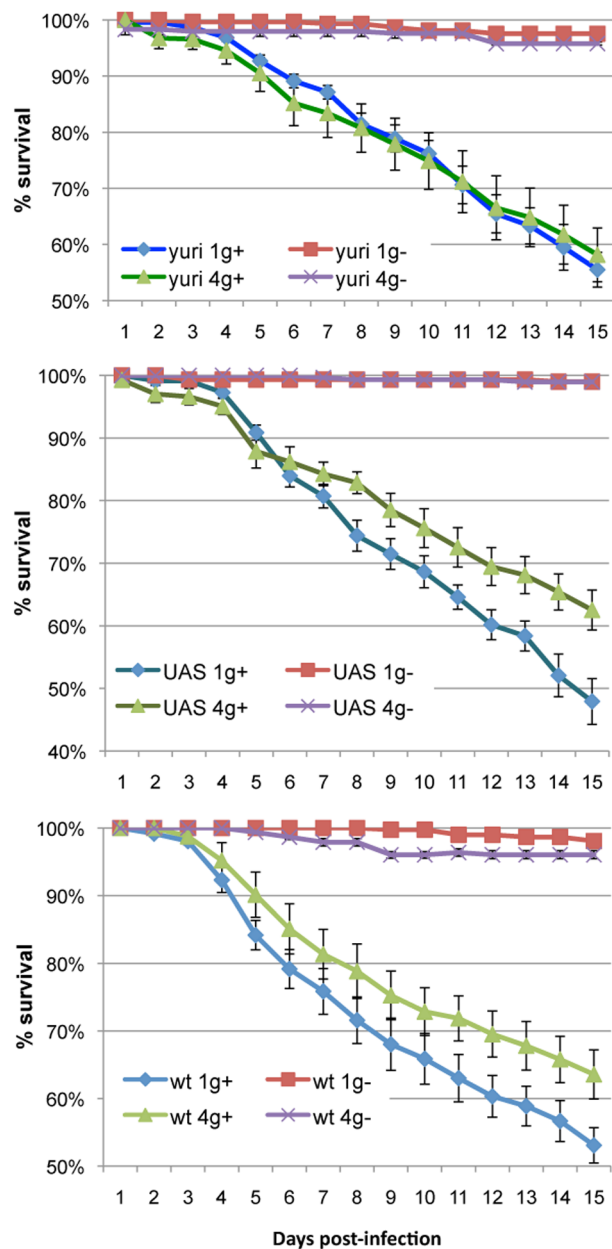 100%
90%
80%
70%
60%
50%
% survival
yuri 1g+ yuri 1g-
yuri 4g+ yuri 4g-
1 2 3 4 5 6 7 8 9 10 11 12 13 14 15
100%
90%
80%
70%
60%
50%
40%
% survival
UAS 1g+ UAS 1g-
UAS 4g+ UAS 4g-
1 2 3 4 5 6 7 8 9 10 11 12 13 14 15
100%
90%
80%
70%
60%
50%
% survival
wt 1g+ wt 1g-
wt 4g+ wt 4g-
1 2 3 4 5 6 7 8 9 10 11 12 13 14 15
Days post-infection